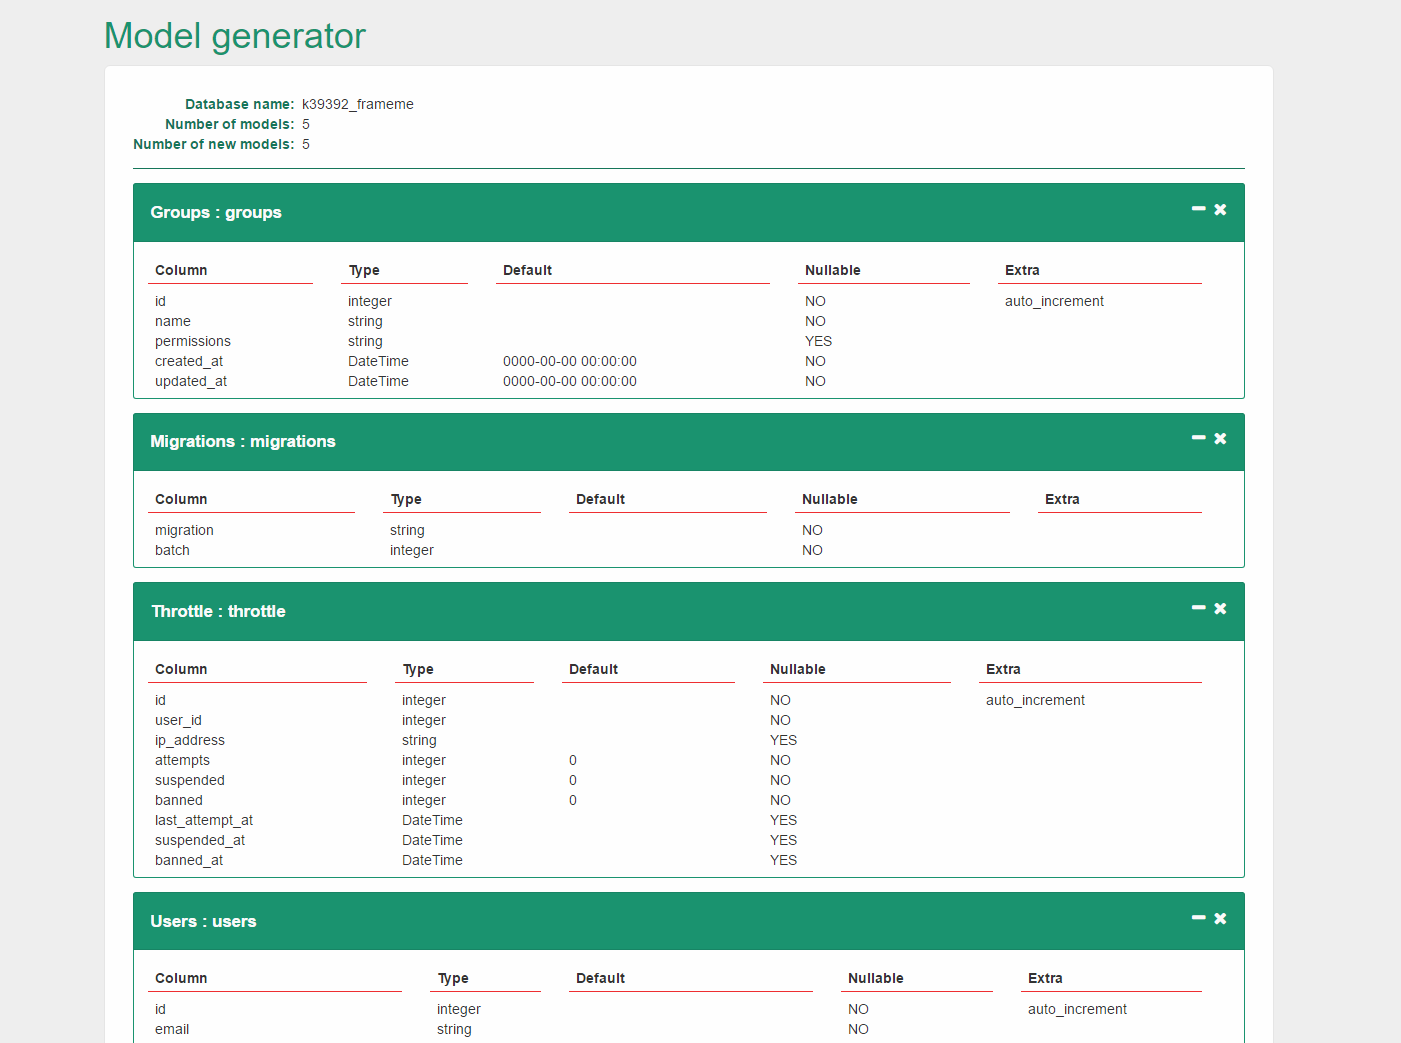 Model generator
Database name: k39392_frameme
Number of models: 5
Number of new models: 5
Groups : groups
Column Type Default Nullable Extra
id integer NO auto_increment
name string NO
permissions string YES
created_at DateTime 0000-00-00 00:00:00 NO
updated_at DateTime 0000-00-00 00:00:00 NO
Migrations : migrations
Column Type Default Nullable Extra
migration string NO
batch integer NO
Throttle : throttle
Column Type Default Nullable Extra
id integer NO auto_increment
user_id integer NO
ip_address string YES
attempts integer 0 NO
suspended integer 0 NO
banned integer 0 NO
last_attempt_at DateTime YES
suspended_at DateTime YES
banned_at DateTime YES
Users : users
Column Type Default Nullable Extra
id integer NO auto_increment
email string NO